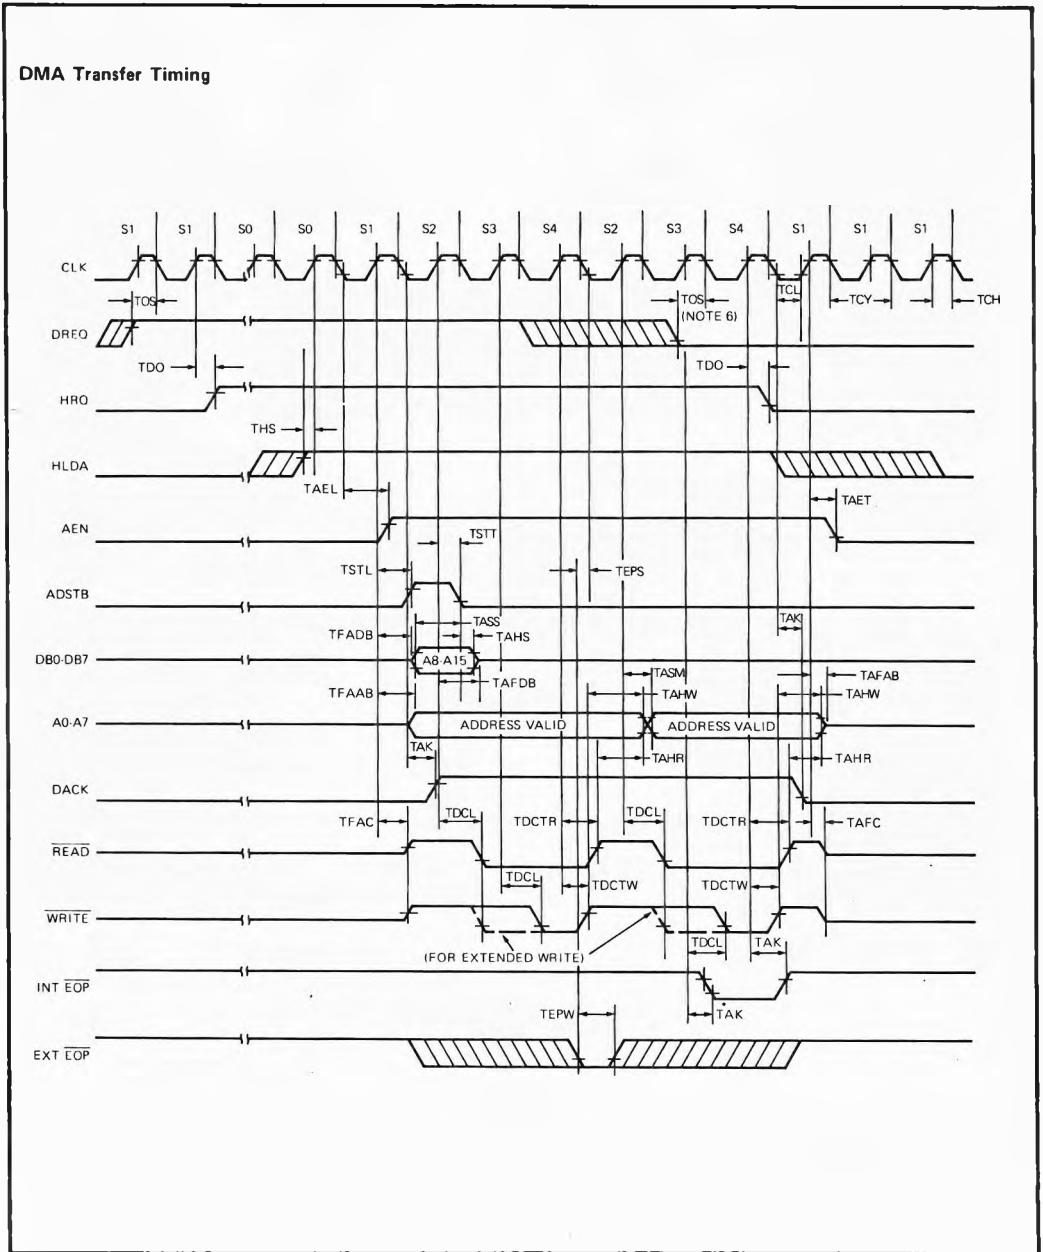 DMA Transfer Timing
S1 S1 S0 S0 S1 S2 S3 S4 S2 S3 S4 S1 S1 S1
CLK
TCL
TQS TQS TCY TCH
(NOTE 6)
DREQ
TDQ TDQ
HRQ
THS
HLDA
TAEL TAET
AEN
TSTT
TSTL TEPS
ADSTB
TASS TAK
TFADB TAHS
DB0-DB7 A8-A15
TASM TAFAB
TAFDB
TFAAB TAHW TAHW
A0-A7 ADDRESS VALID ADDRESS VALID
TAK TAHR TAHR
DACK
TFAC TDCL TDCTR TDCL TDCTR TAFC
READ
TDCL TDCTW TDCTW
WRITE
TDCL TAK
(FOR EXTENDED WRITE)
INT EOP
TEPW TAK
EXT EOP